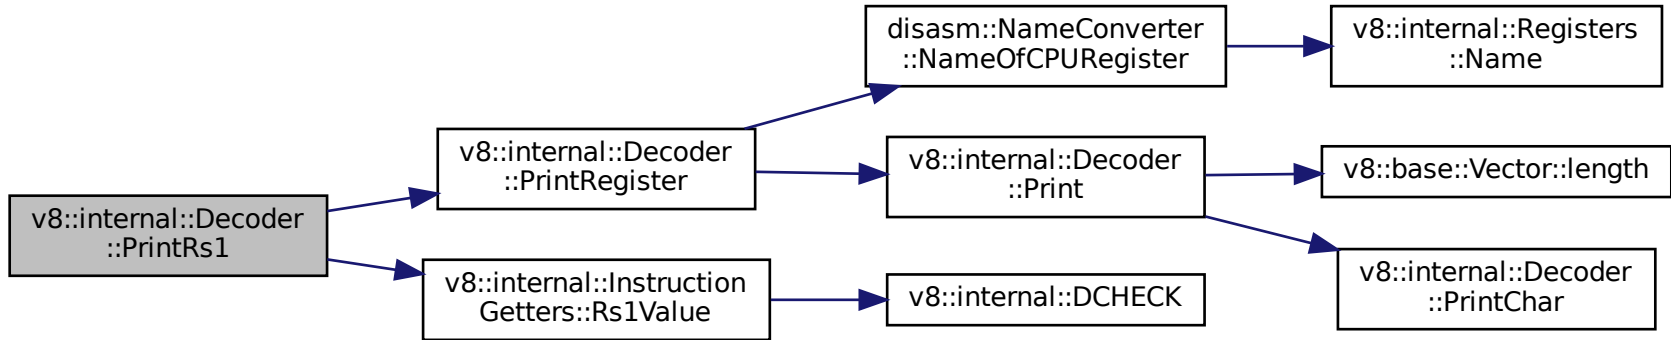 v8::internal::Decoder
::PrintRs1
v8::internal::Decoder
::PrintRegister
v8::internal::Instruction
Getters::Rs1Value
disasm::NameConverter
::NameOfCPURegister
v8::internal::Decoder
::Print
v8::internal::DCHECK
v8::internal::Registers
::Name
v8::base::Vector::length
v8::internal::Decoder
::PrintChar